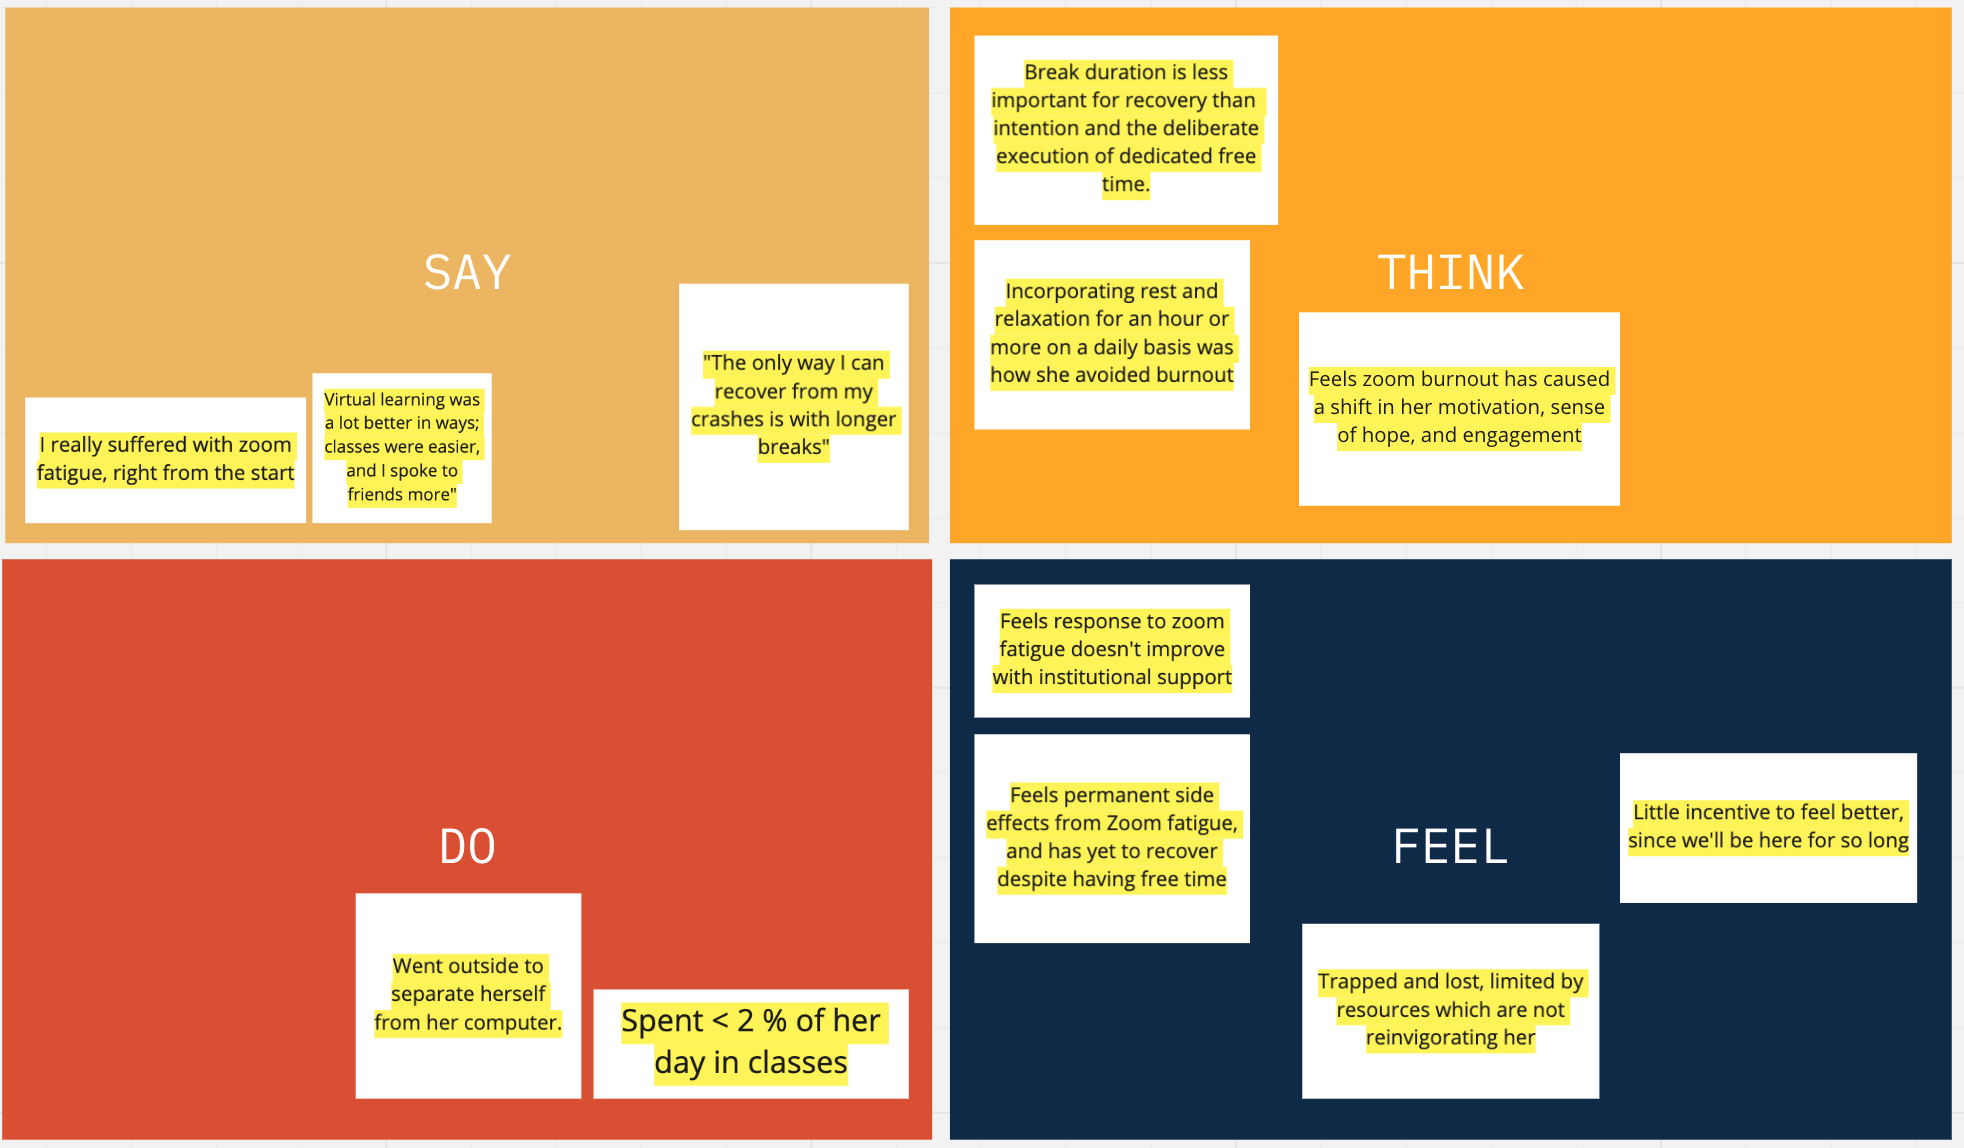 SAY
I really suffered with zoom
fatigue, right from the start
Virtual learning was
a lot better in ways;
classes were easier,
and I spoke to
friends more"
"The only way I can
recover from my
crashes is with longer
breaks"
THINK
Break duration is less
important for recovery than
intention and the deliberate
execution of dedicated free
time.
Incorporating rest and
relaxation for an hour or
more on a daily basis was
how she avoided burnout
Feels zoom burnout has caused
a shift in her motivation, sense
of hope, and engagement
DO
Went outside to
separate herself
from her computer.
Spent < 2 % of her
day in classes
FEEL
Feels response to zoom
fatigue doesn't improve
with institutional support
Feels permanent side
effects from Zoom fatigue,
and has yet to recover
despite having free time
Little incentive to feel better,
since we'll be here for so long
Trapped and lost, limited by
resources which are not
reinvigorating her